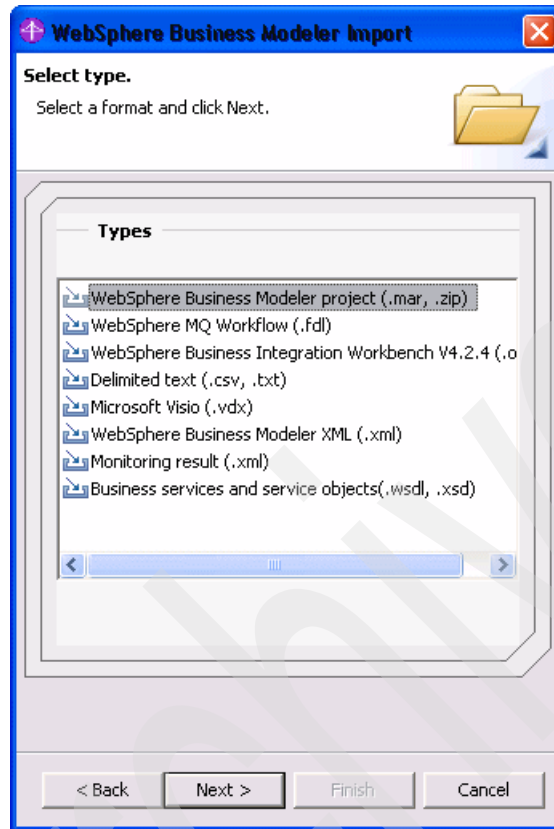 WebSphere Business Modeler Import
Select type.
Select a format and click Next.
Types
WebSphere Business Modeler project (.mar, .zip)
WebSphere MQ Workflow (.fdl)
WebSphere Business Integration Workbench V4.2.4 (.o
Delimited text (.csv, .txt)
Microsoft Visio (.vdx)
WebSphere Business Modeler XML (.xml)
Monitoring result (.xml)
Business services and service objects(.wsdl, .xsd)
< Back Next > Finish Cancel